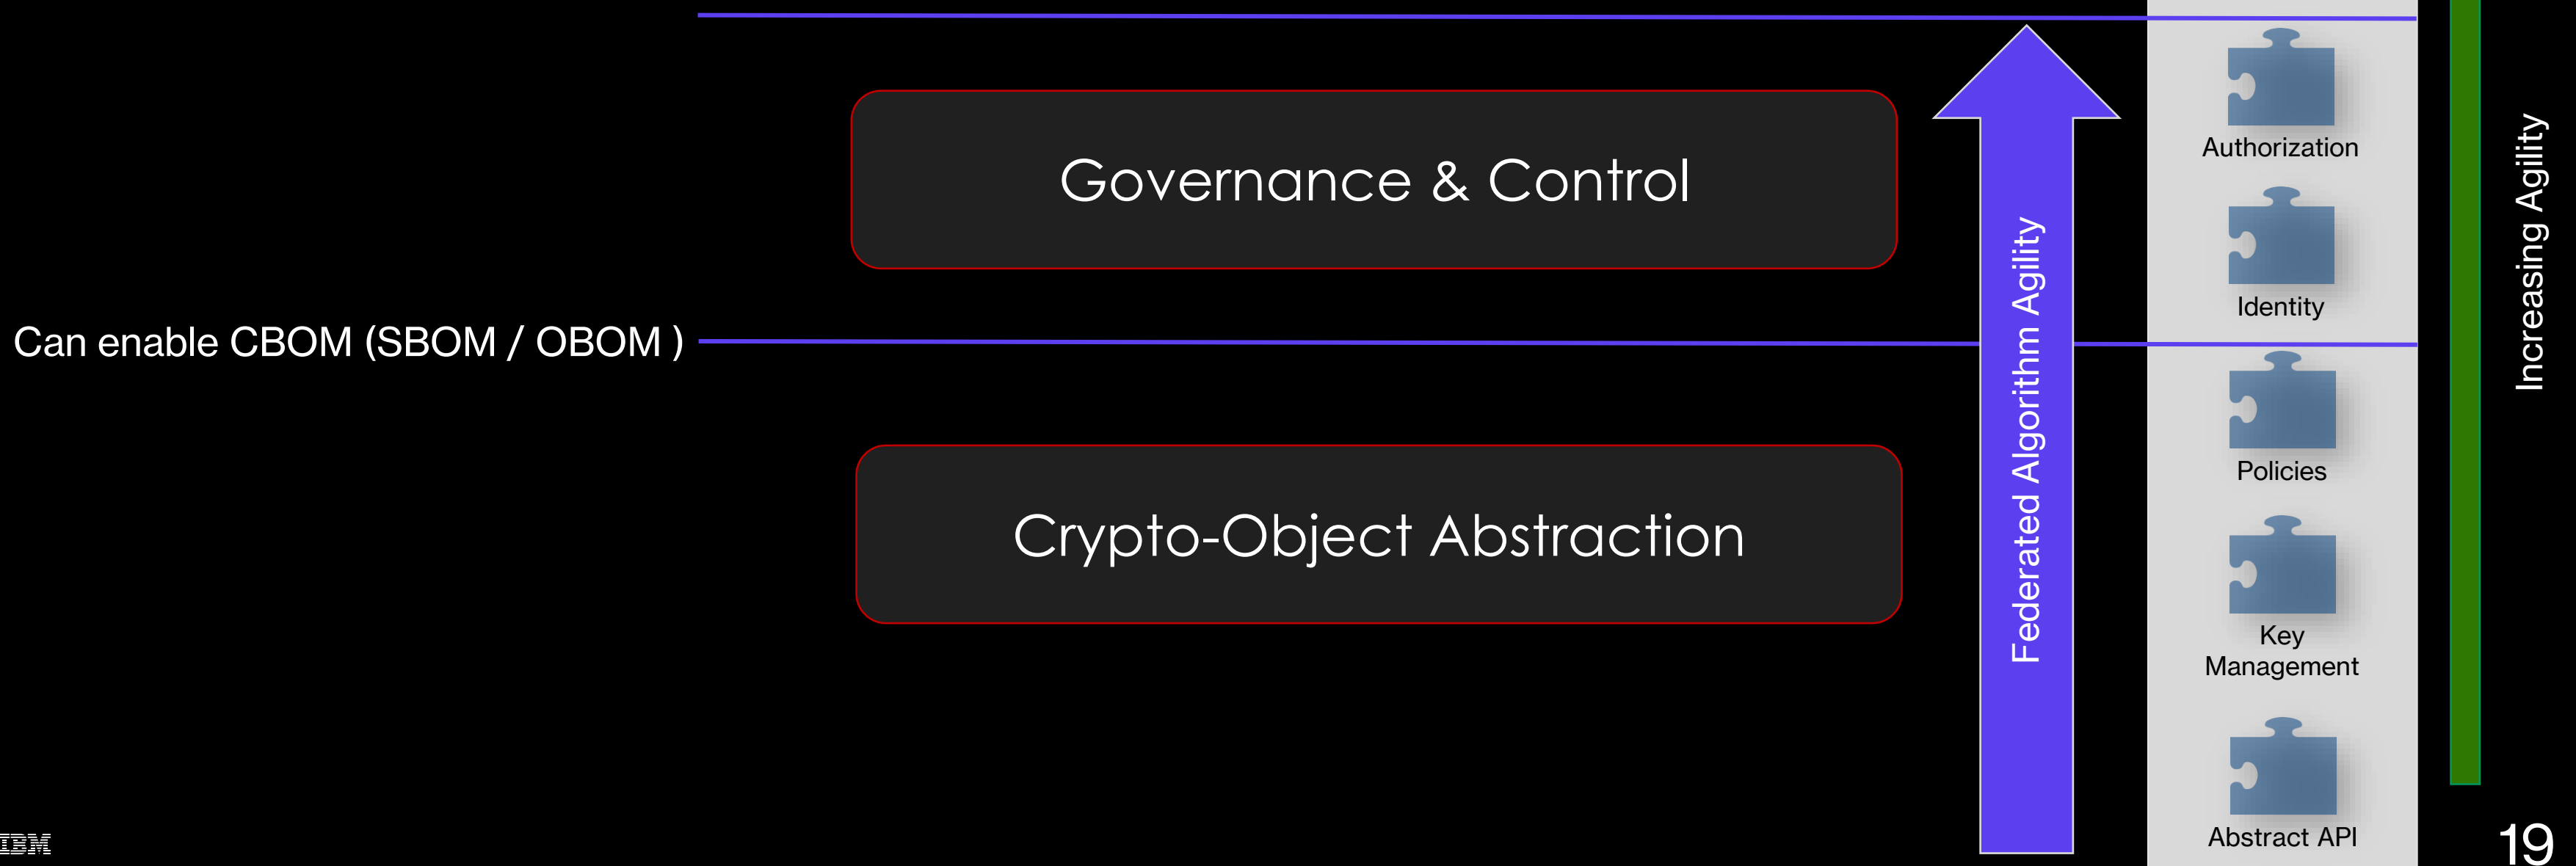 Governance & Control
Can enable CBOM (SBOM / OBOM )
Crypto-Object Abstraction
Federated Algorithm Agility
Authorization
Identity
Policies
Key
Management
Abstract API
Increasing Agility
IBM
19